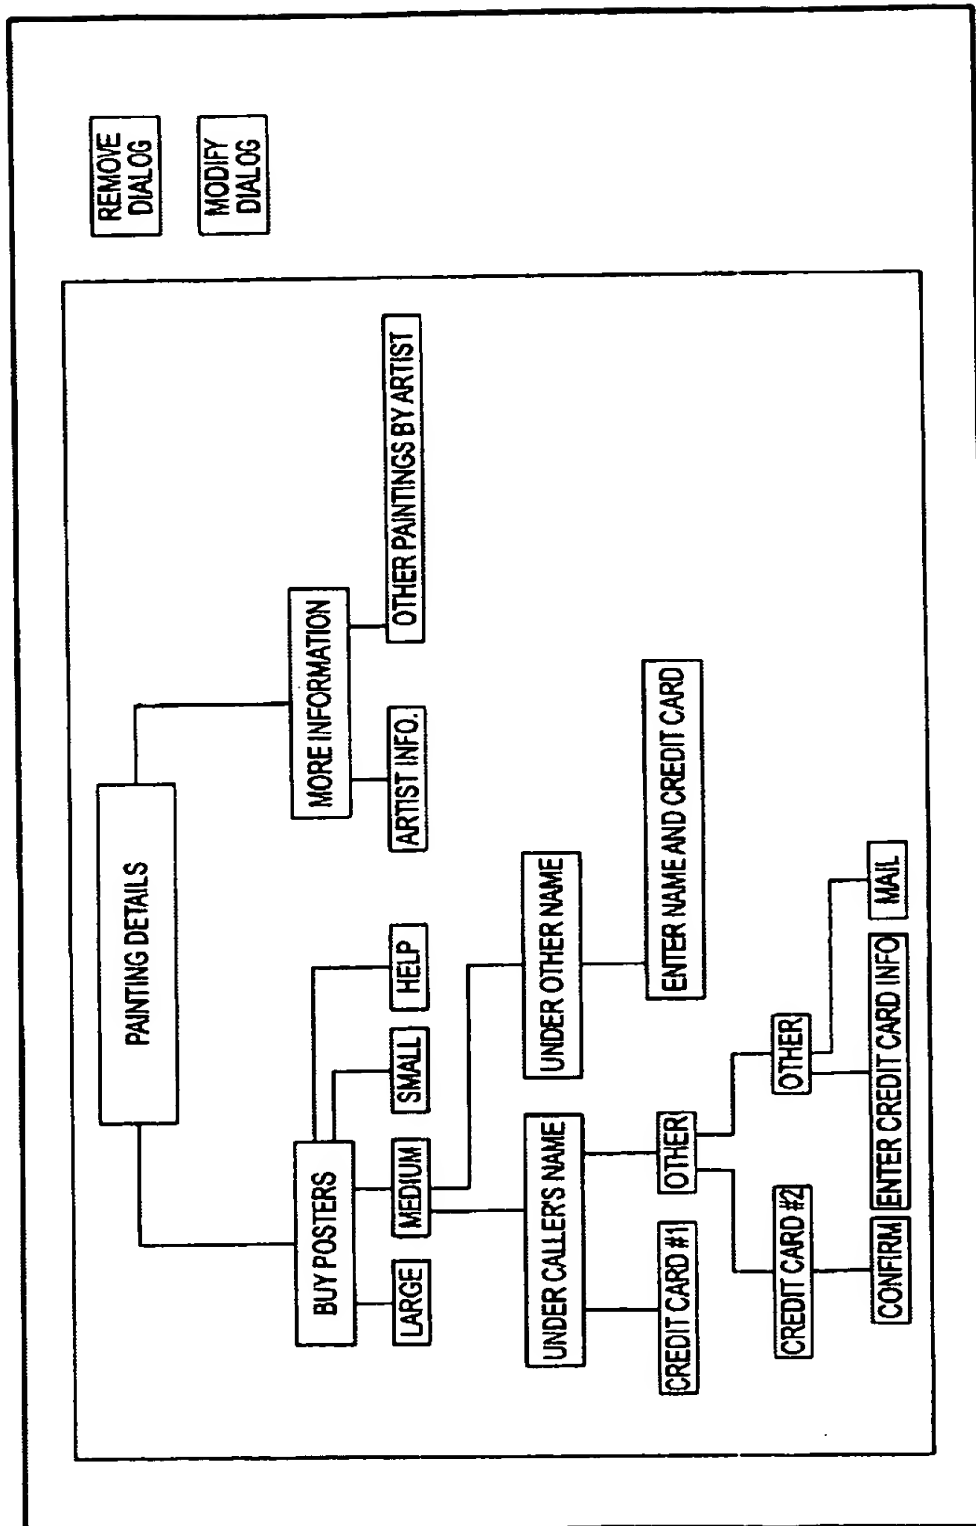 PAINTING DETAILS
BUY POSTERS
MORE INFORMATION
LARGE
MEDIUM
SMALL
HELP
ARTIST INFO.
OTHER PAINTINGS BY ARTIST
UNDER CALLER'S NAME
UNDER OTHER NAME
CREDIT CARD #1
OTHER
ENTER NAME AND CREDIT CARD
CREDIT CARD #2
OTHER
CONFIRM
ENTER CREDIT CARD INFO
MAIL
REMOVE
DIALOG
MODIFY
DIALOG